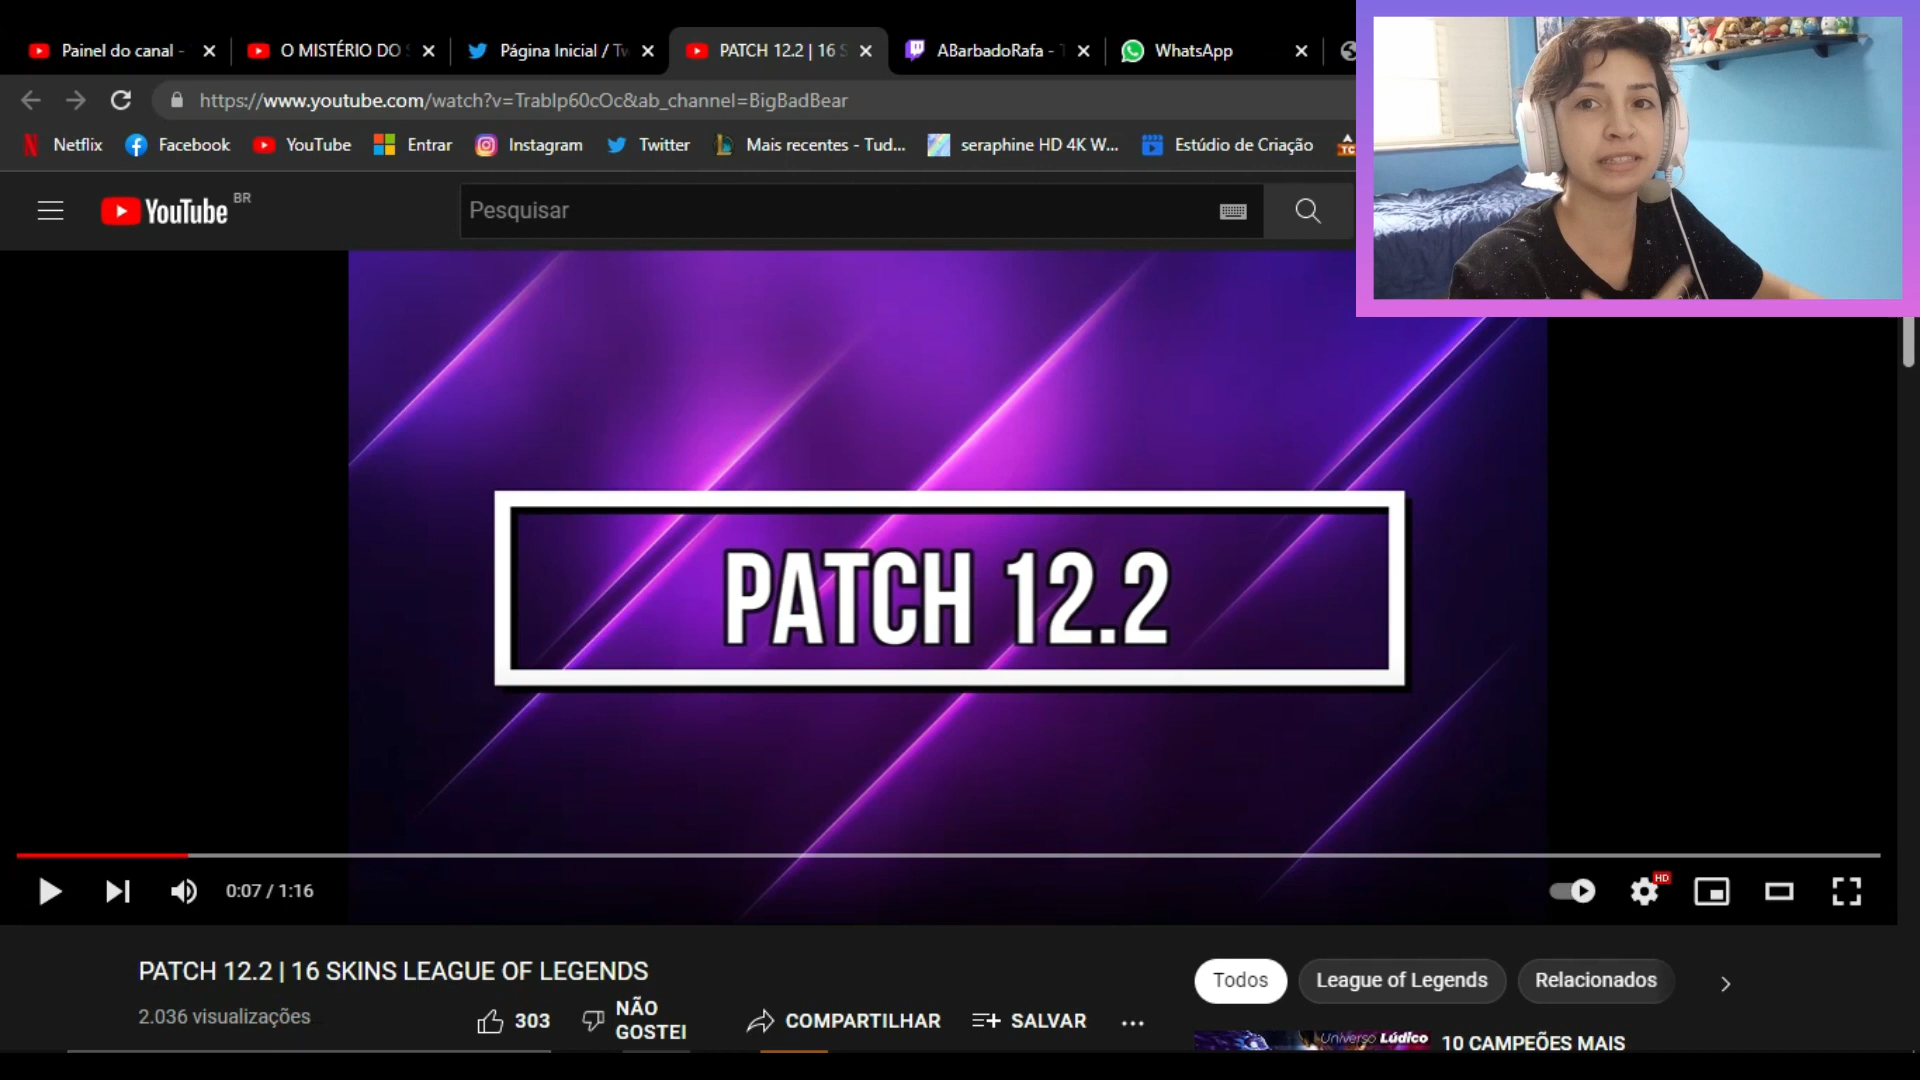 Painel do canal -
O MISTÉRIO DO
Página Inicial / Tw
PATCH 12.2 | 16 S
ABarbadoRafa -
WhatsApp
https://www.youtube.com/watch?v=Trablp60cOc&ab_channel=BigBadBear
Netflix
Facebook
YouTube
Entrar
Instagram
Twitter
Mais recentes - Tud...
seraphine HD 4K W...
Estúdio de Criação
TC
YouTube BR
Pesquisar
PATCH 12.2
0:07 / 1:16
HD
PATCH 12.2 | 16 SKINS LEAGUE OF LEGENDS
2.036 visualizações
303
NÃO
GOSTEI
COMPARTILHAR
SALVAR
Todos
League of Legends
Relacionados
Universo Lúdico
10 CAMPEÕES MAIS